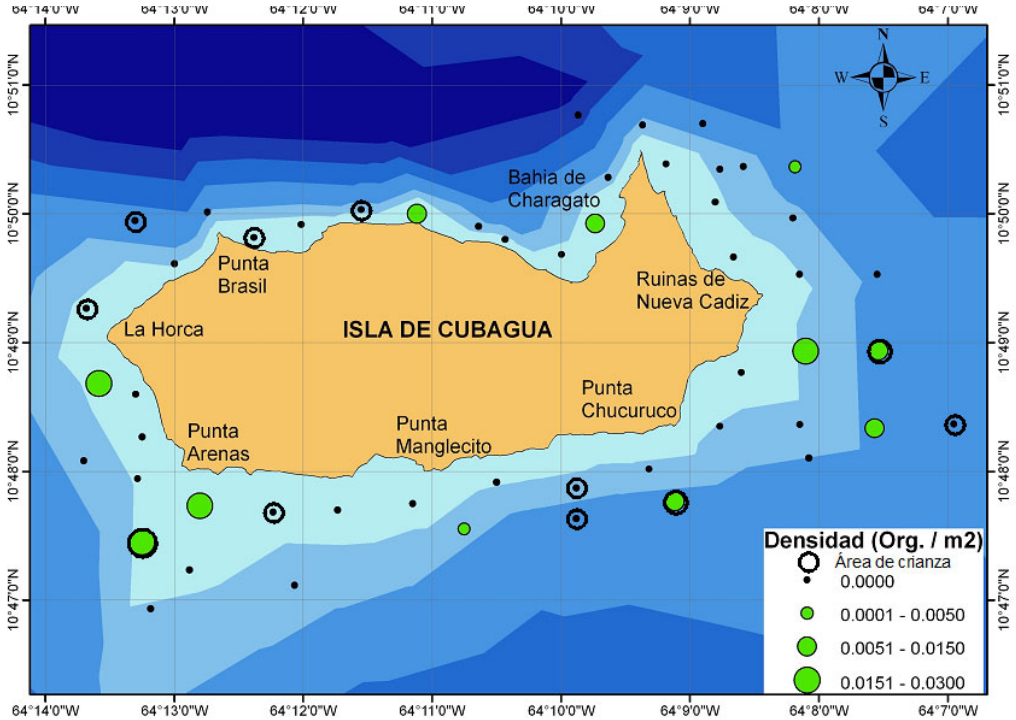 64°14'0"W 64°13'0"W 64°12'0"W 64°11'0"W 64°10'0"W 64°9'0"W 64°8'0"W 64°7'0"W
N
W E
S
10°51'0"N 10°51'0"N
10°50'0"N 10°50'0"N
Bahia de
Charagato
Punta
Brasil
Ruinas de
Nueva Cadiz
La Horca
ISLA DE CUBAGUA
10°49'0"N 10°49'0"N
Punta
Chucuruco
Punta
Arenas
Punta
Manglecito
10°48'0"N 10°48'0"N
Densidad (Org. / m2)
Área de crianza
0.0000
10°47'0"N 10°47'0"N
0.0001 - 0.0050
0.0051 - 0.0150
0.0151 - 0.0300
64°14'0"W 64°13'0"W 64°12'0"W 64°11'0"W 64°10'0"W 64°9'0"W 64°8'0"W 64°7'0"W